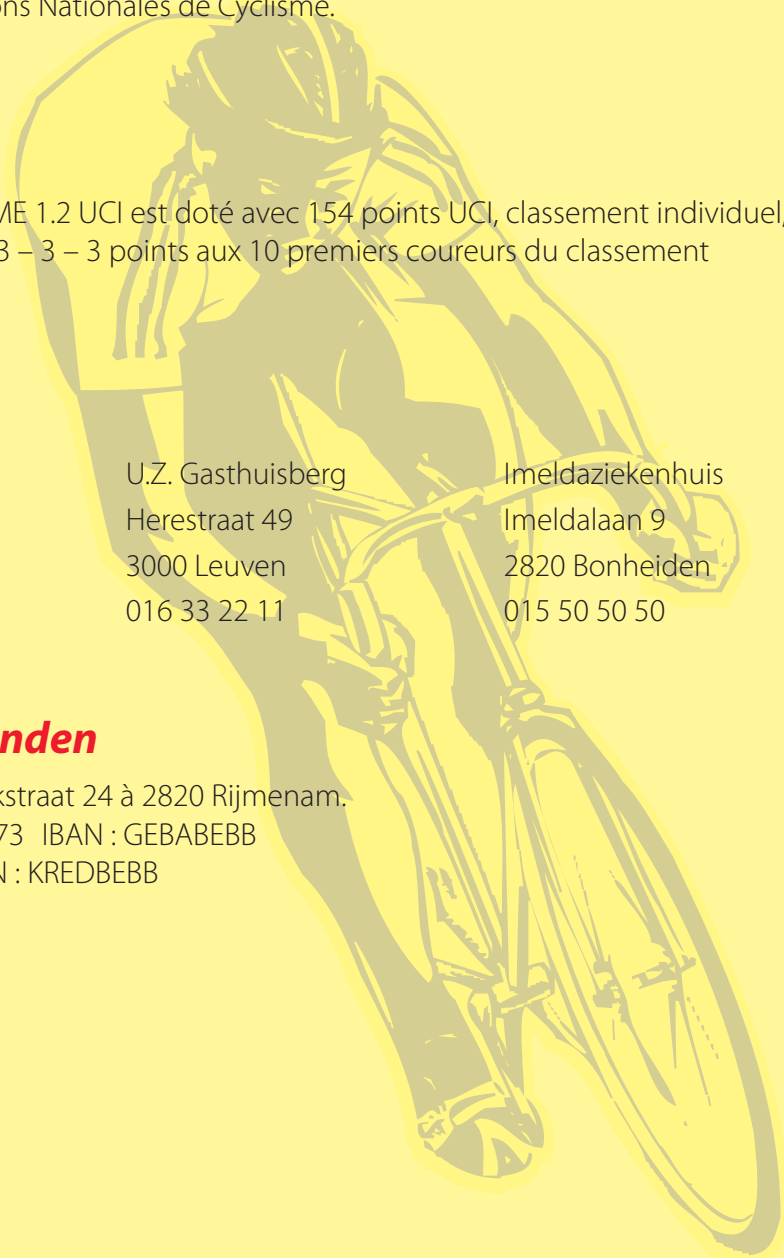 ons Nationales de Cyclisme.
ME 1.2 UCI est doté avec 154 points UCI, classement individuel,
3 – 3 – 3 points aux 10 premiers coureurs du classement
U.Z. Gasthuisberg Imeldaziekenhuis
Herestraat 49 Imeldalaan 9
3000 Leuven 2820 Bonheiden
016 33 22 11 015 50 50 50
nden
kstraat 24 à 2820 Rijmenam.
73 IBAN : GEBABEBB
N : KREDBEBB